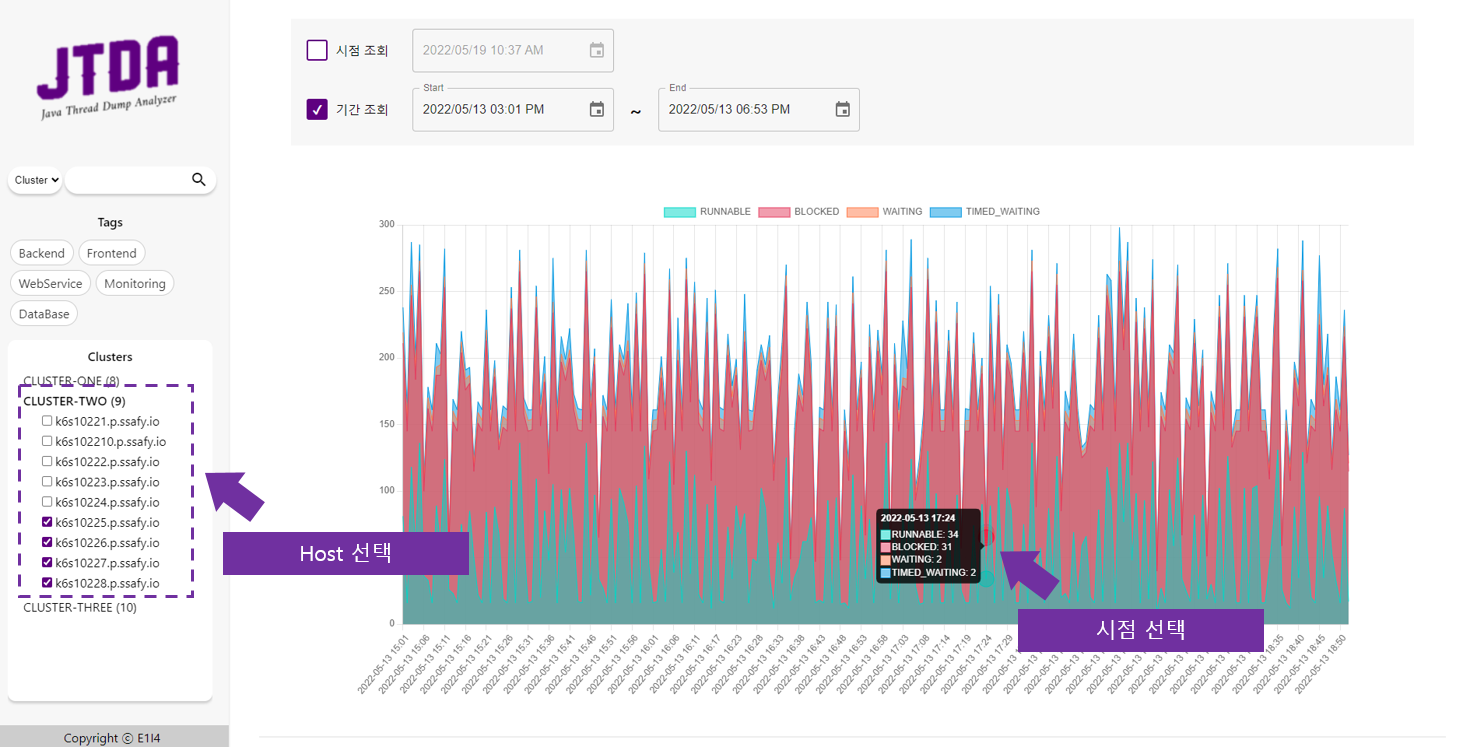 JTDA
Java Thread Dump Analyzer
Cluster
Tags
Backend
Frontend
WebService
Monitoring
DataBase
Clusters
CLUSTER-ONE (8)
CLUSTER-TWO (9)
k6s10221.p.ssafy.io
k6s102210.p.ssafy.io
k6s10222.p.ssafy.io
k6s10223.p.ssafy.io
k6s10224.p.ssafy.io
k6s10225.p.ssafy.io
k6s10226.p.ssafy.io
k6s10227.p.ssafy.io
k6s10228.p.ssafy.io
CLUSTER-THREE (10)
Copyright ⓒ E1I4
Host 선택
시점 조회
2022/05/19 10:37 AM
기간 조회
Start
2022/05/13 03:01 PM
~
End
2022/05/13 06:53 PM
RUNNABLE
BLOCKED
WAITING
TIMED_WAITING
300
250
200
150
100
0
2022-05-13 17:24
RUNNABLE: 34
BLOCKED: 31
WAITING: 2
TIMED_WAITING: 2
시점 선택
2022-05-13 15:01
2022-05-13 15:06
2022-05-13 15:11
2022-05-13 15:16
2022-05-13 15:21
2022-05-13 15:26
2022-05-13 15:31
2022-05-13 15:36
2022-05-13 15:41
2022-05-13 15:46
2022-05-13 15:51
2022-05-13 15:56
2022-05-13 16:01
2022-05-13 16:06
2022-05-13 16:11
2022-05-13 16:17
2022-05-13 16:23
2022-05-13 16:28
2022-05-13 16:33
2022-05-13 16:38
2022-05-13 16:43
2022-05-13 16:48
2022-05-13 16:53
2022-05-13 16:58
2022-05-13 17:03
2022-05-13 17:08
2022-05-13 17:14
2022-05-13 17:19
2022-05-13 17:24
2022-05-13 17:29
2022-05-13 18:35
2022-05-13 18:40
2022-05-13 18:45
2022-05-13 18:50